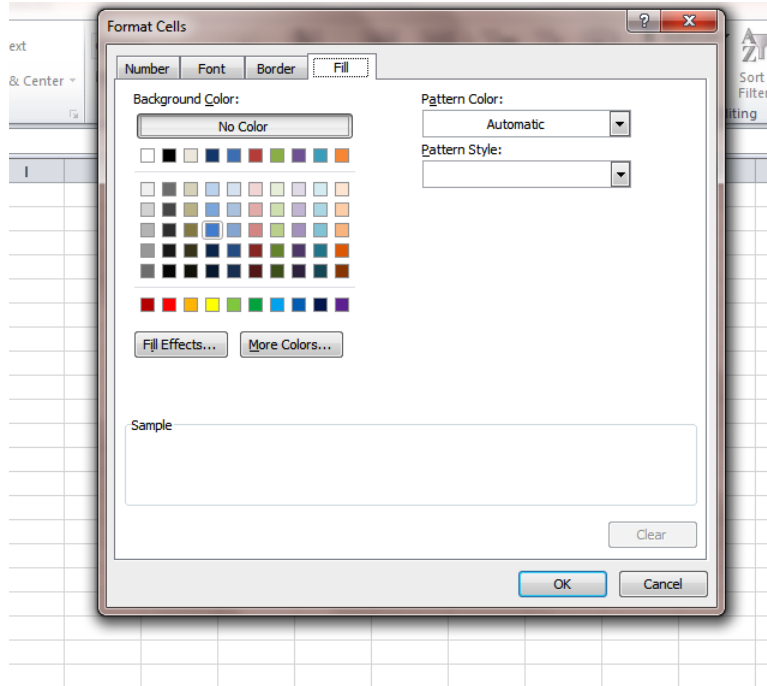 Format Cells
?
X
ext
& Center
Sort
Filter
iting
I
Number Font Border Fill
Background Color:
No Color
Pattern Color:
Automatic
Pattern Style:
Fill Effects... More Colors...
Sample
Clear
OK Cancel